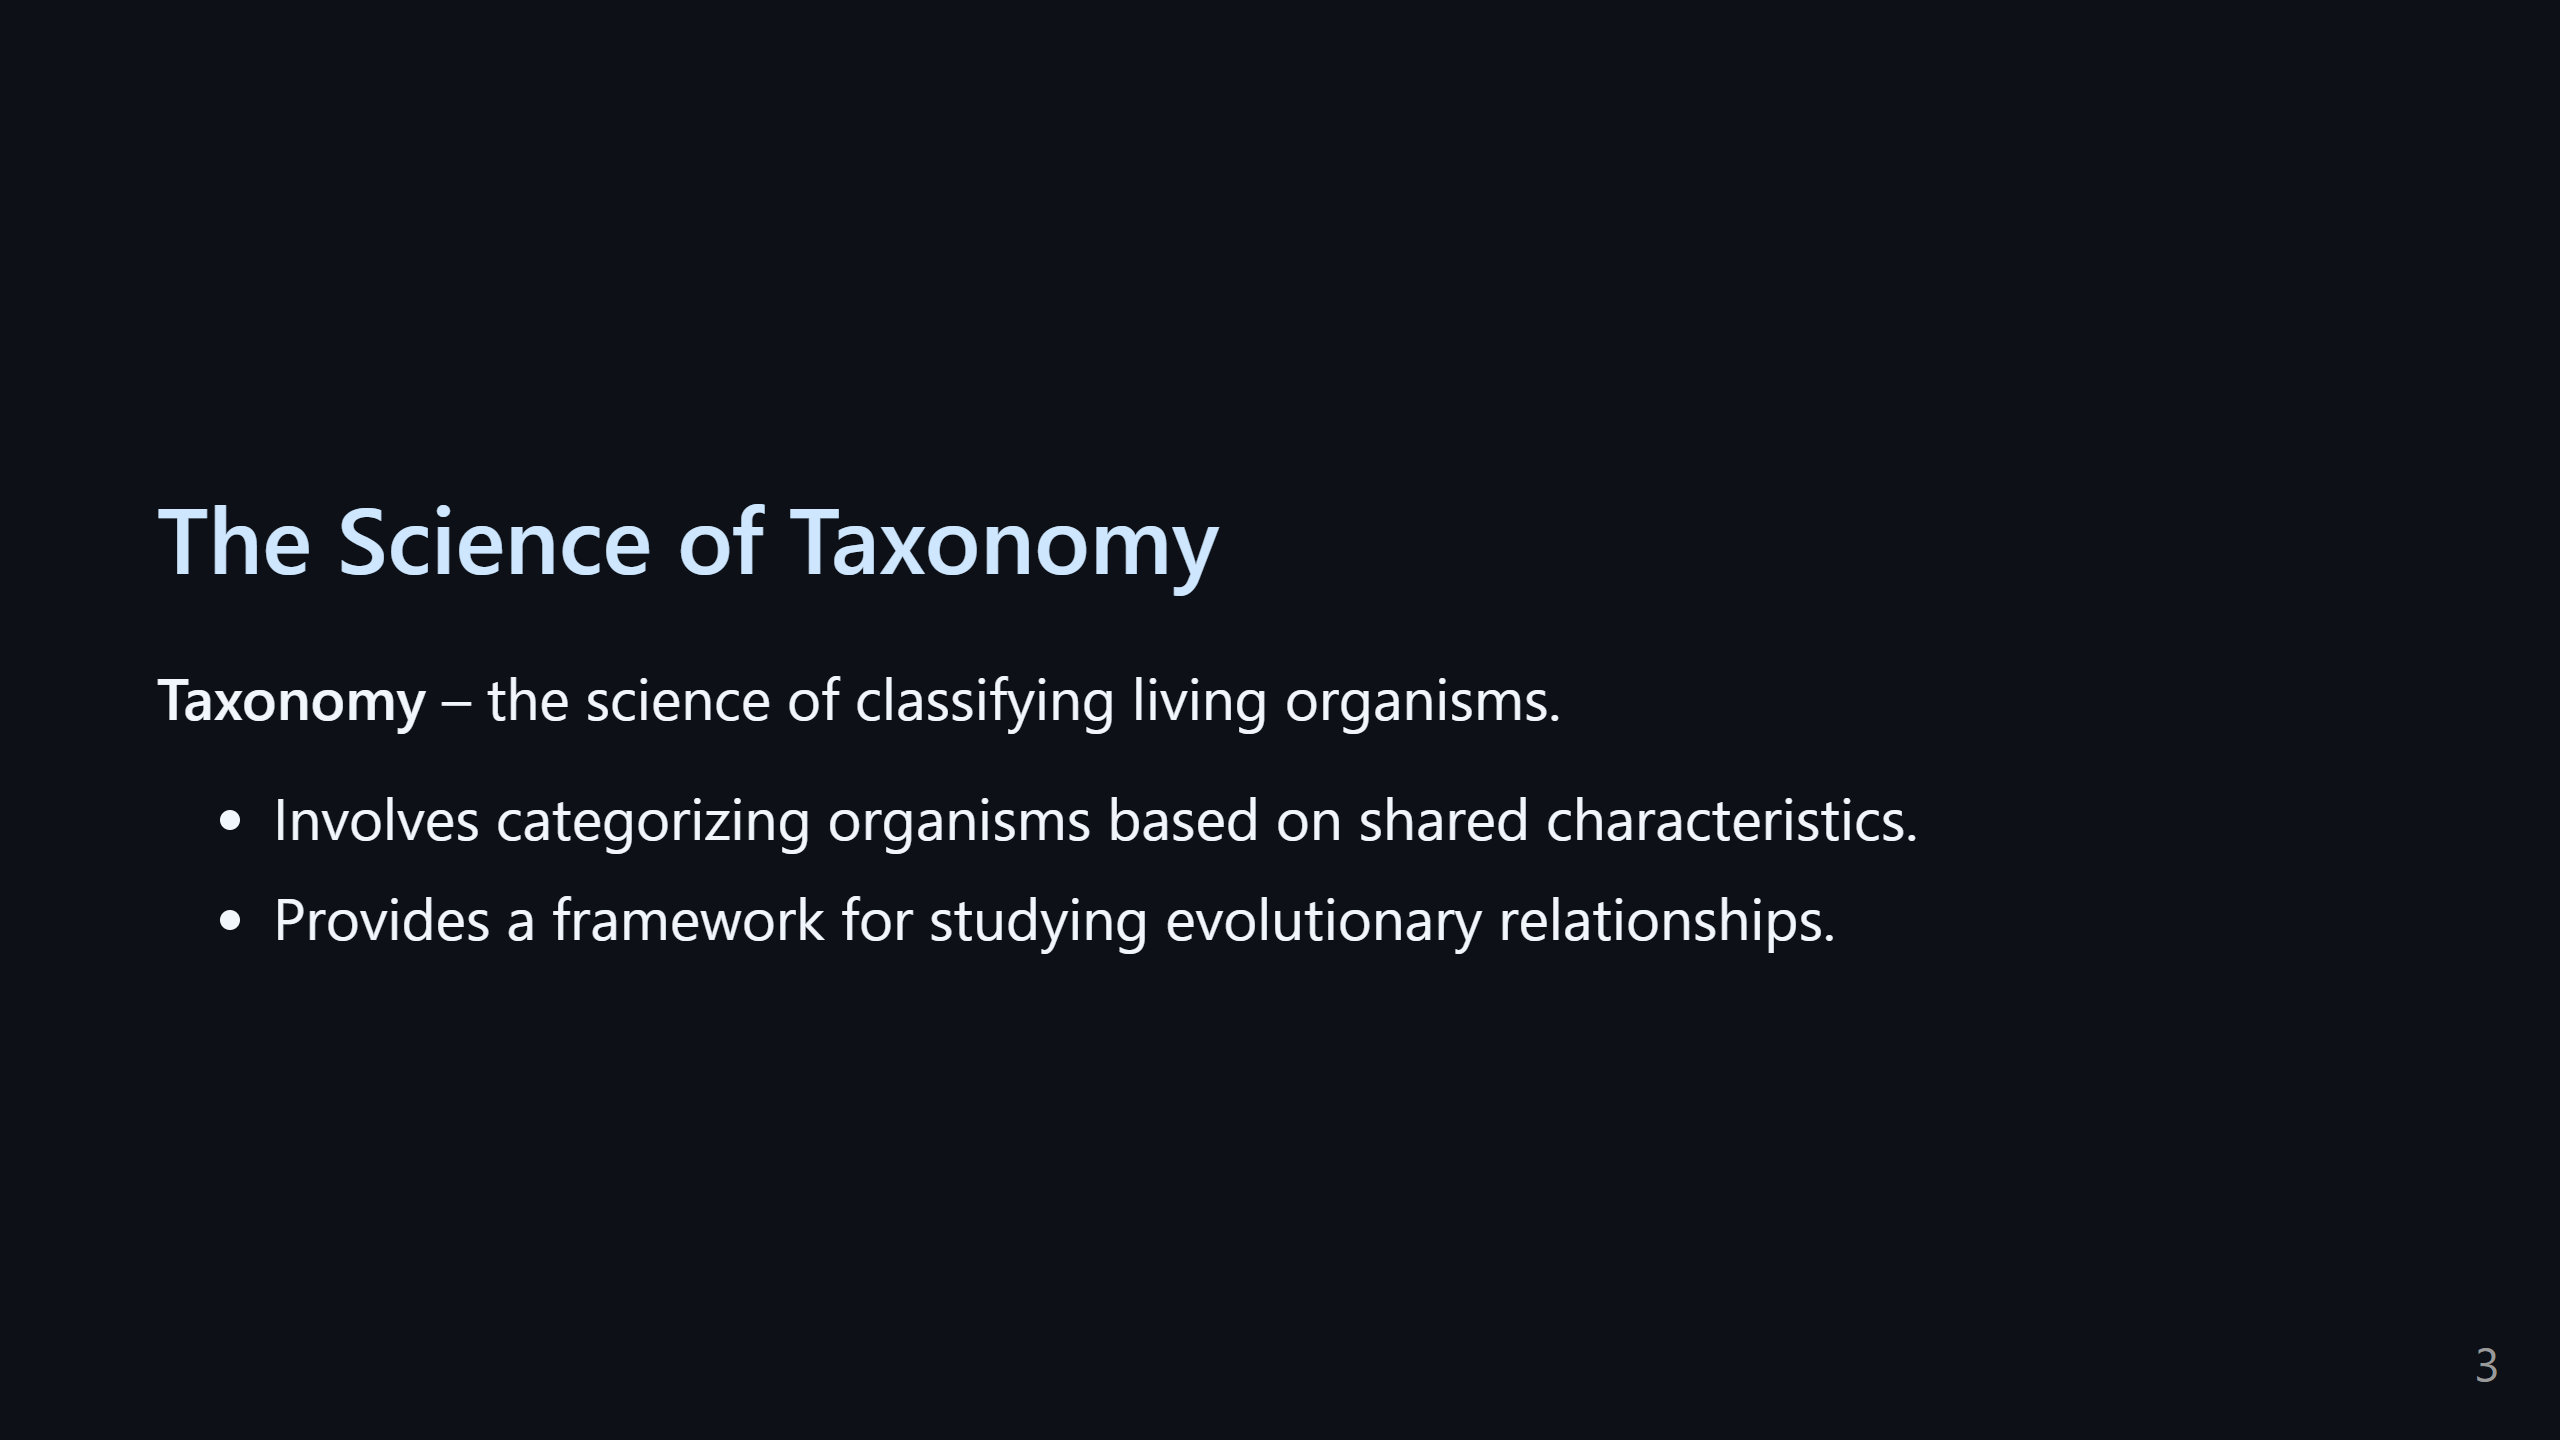 The Science of Taxonomy
Taxonomy – the science of classifying living organisms.
• Involves categorizing organisms based on shared characteristics.
• Provides a framework for studying evolutionary relationships.
3